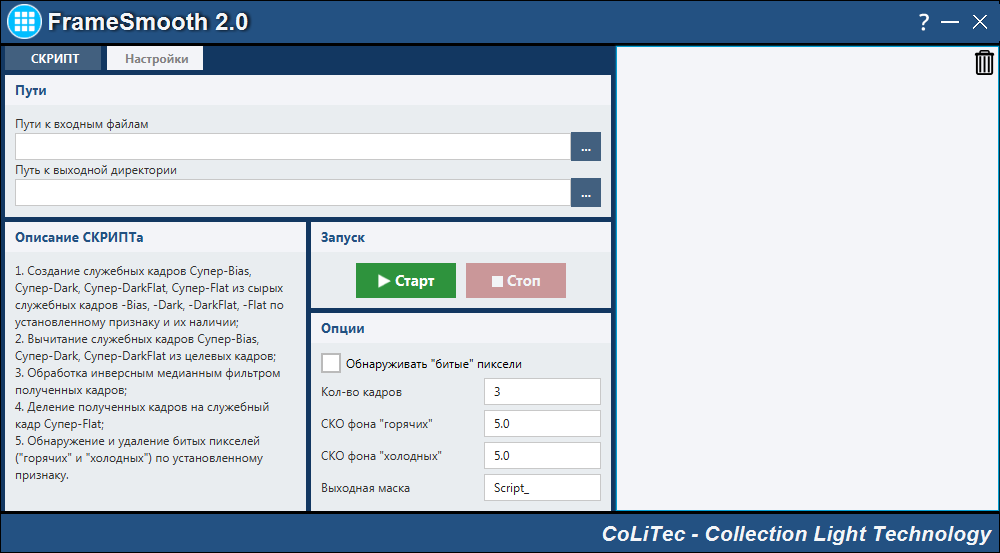 FrameSmooth 2.0
?
СКРИПТ
Настройки
Пути
Пути к входным файлам
...
Путь к выходной директории
...
Описание СКРИПТа
1. Создание служебных кадров Супер-Bias,
Супер-Dark, Супер-DarkFlat, Супер-Flat из сырых
служебных кадров -Bias, -Dark, -DarkFlat, -Flat по
установленному признаку и их наличии;
2. Вычитание служебных кадров Супер-Bias,
Супер-Dark, Супер-DarkFlat из целевых кадров;
3. Обработка инверсным медианным фильтром
полученных кадров;
4. Деление полученных кадров на служебный
кадр Супер-Flat;
5. Обнаружение и удаление битых пикселей
("горячих" и "холодных") по установленному
признаку.
Запуск
Старт
Стоп
Опции
Обнаруживать "битые" пиксели
Кол-во кадров
3
СКО фона "горячих"
5.0
СКО фона "холодных"
5.0
Выходная маска
Script_
CoLiTec - Collection Light Technology